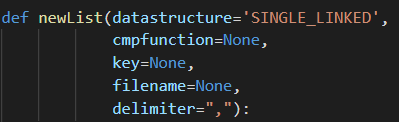 def newList(datastructure='SINGLE_LINKED',
cmpfunction=None,
key=None,
filename=None,
delimiter=","):